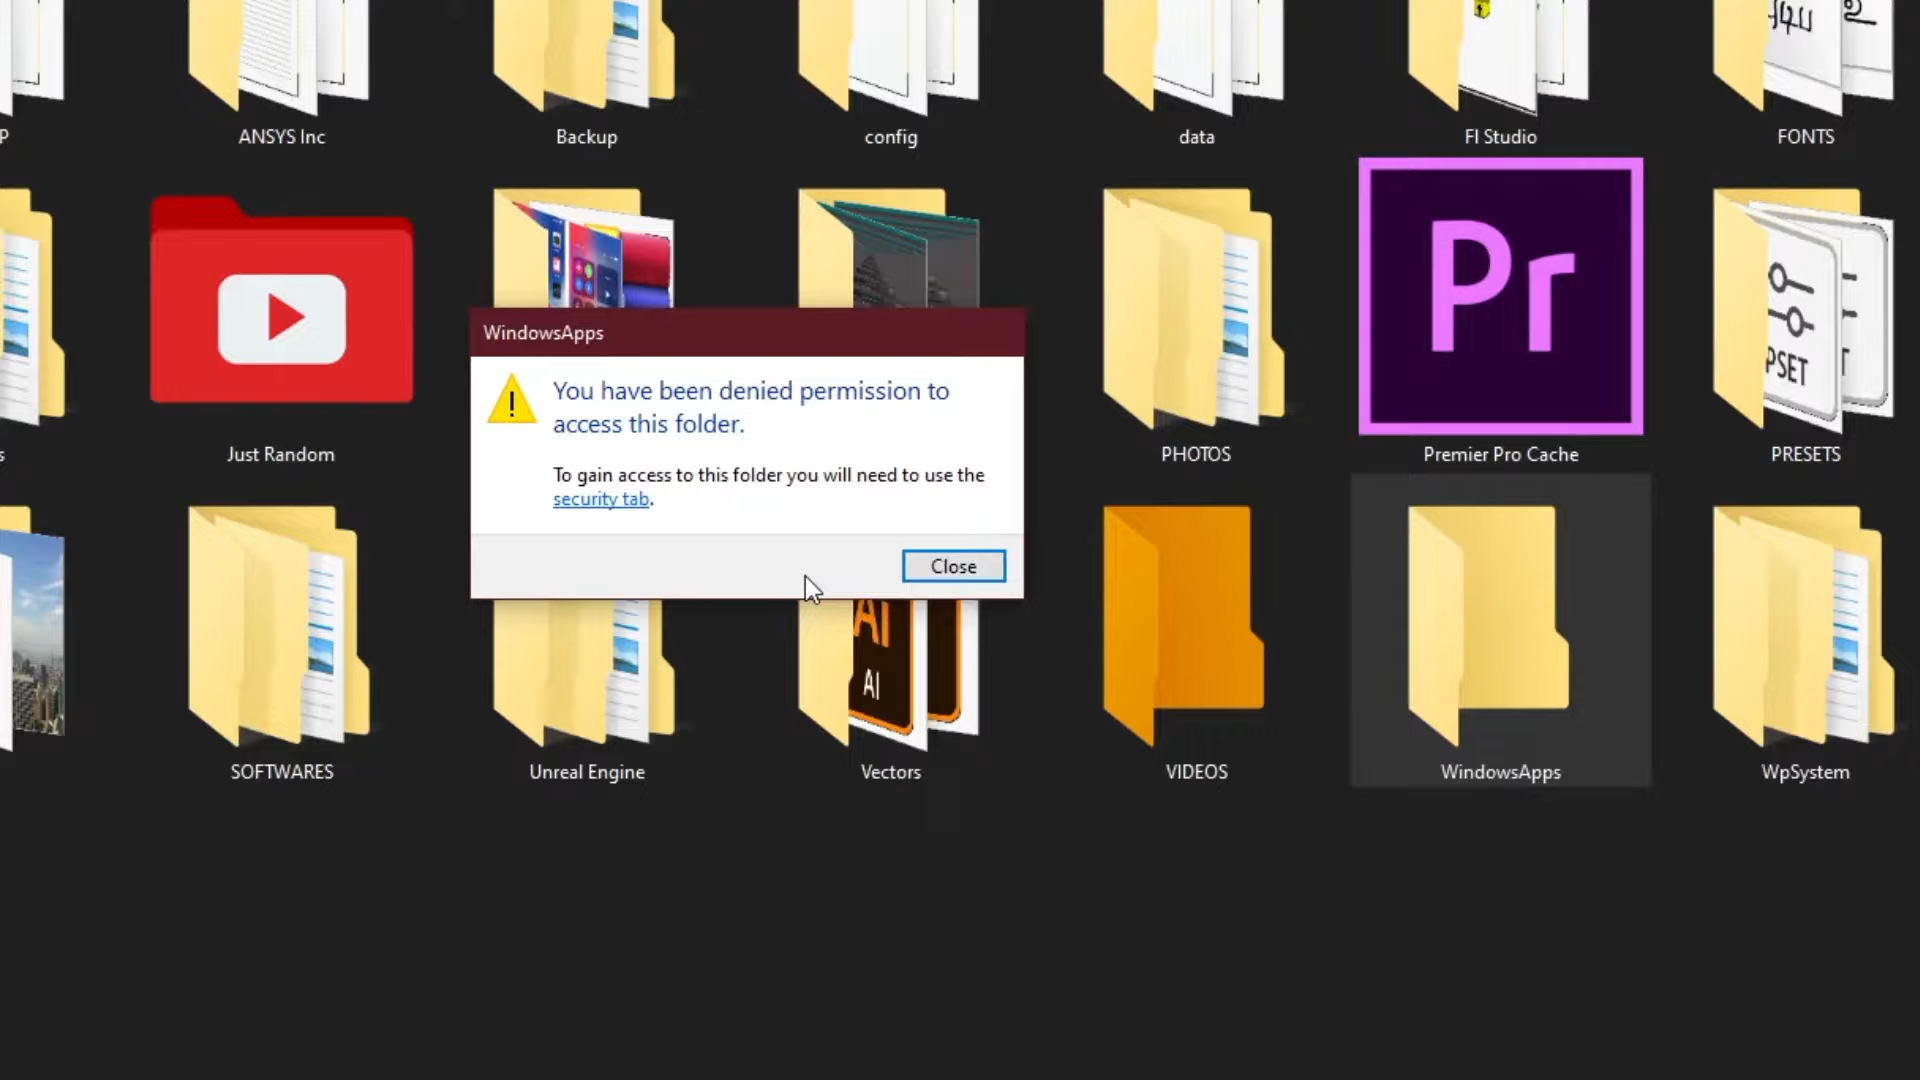 ANSYS Inc
Backup
config
data
Fl Studio
FONTS
Pr
PSET
Just Random
PHOTOS
Premier Pro Cache
PRESETS
WindowsApps
You have been denied permission to
access this folder.
To gain access to this folder you will need to use the
security tab.
Close
AI
AI
SOFTWARES
Unreal Engine
Vectors
VIDEOS
WindowsApps
WpSystem